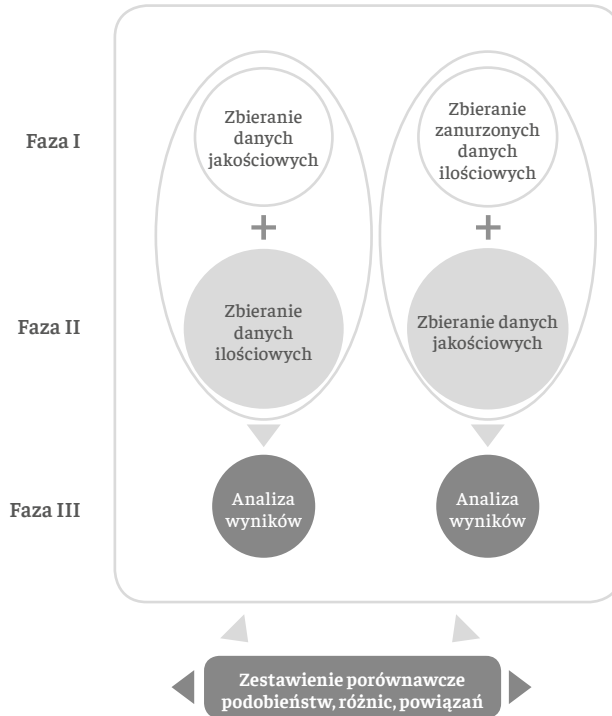 Faza I
Zbieranie
danych
jakościowych
Zbieranie
zanurzonych
danych
ilościowych
+
+
Faza II
Zbieranie
danych
ilościowych
Zbieranie danych
jakościowych
Faza III
Analiza
wyników
Analiza
wyników
Zestawienie porównawcze
podobieństw, różnic, powiązań